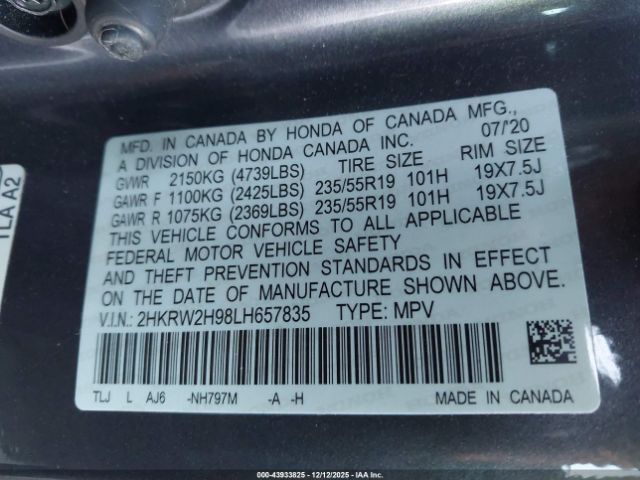 MFD. IN CANADA BY HONDA OF CANADA MFG.,
A DIVISION OF HONDA CANADA INC. 07/'20
GVWR 2150KG (4739LBS) TIRE SIZE RIM SIZE
GAWR F 1100KG (2425LBS) 235/55R19 101H 19X7.5J
GAWR R 1075KG (2369LBS) 235/55R19 101H 19X7.5J
THIS VEHICLE CONFORMS TO ALL APPLICABLE
FEDERAL MOTOR VEHICLE SAFETY
AND THEFT PREVENTION STANDARDS IN EFFECT
ON THE DATE OF MANUFACTURE SHOWN ABOVE.
V.I.N.: 2HKRW2H98LH657835 TYPE: MPV
TLJ L AJ6 -NH797M -A -H MADE IN CANADA
TLA A2
000-43933825 - 12/12/2025 - IAA Inc.